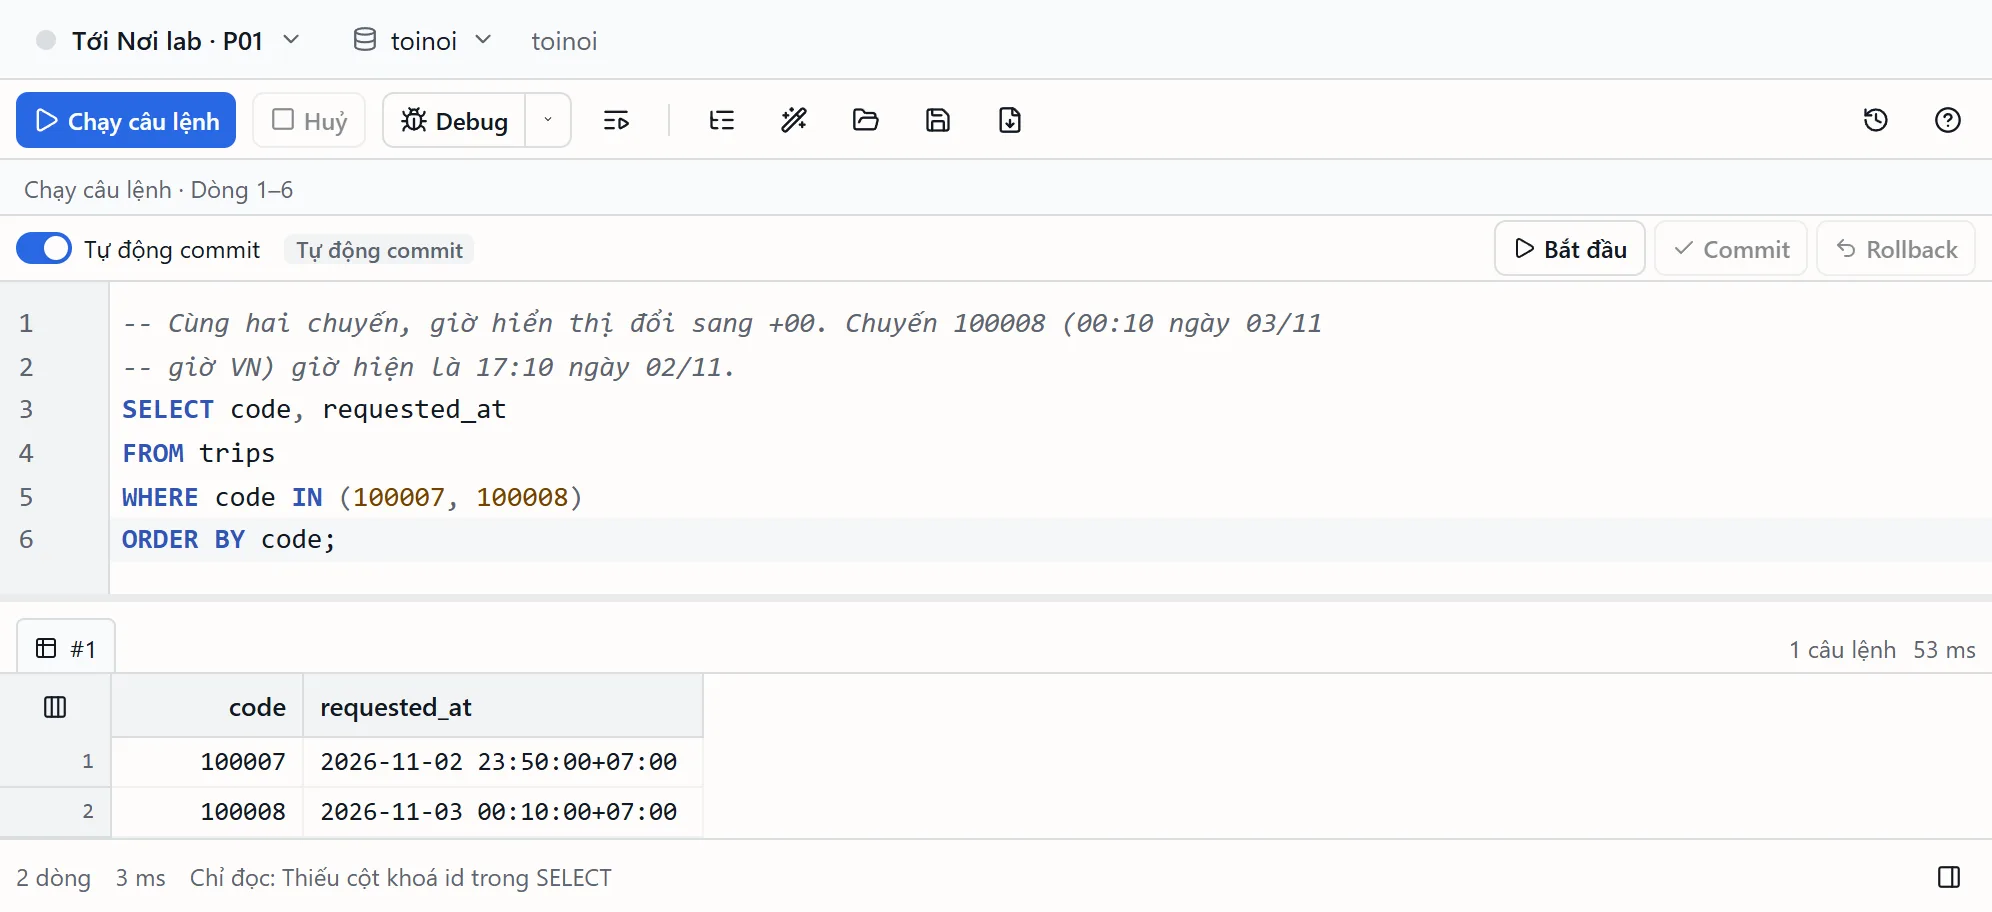 Tới Nơi lab · P01 toinoi toinoi
Chạy câu lệnh Huỷ Debug
Chạy câu lệnh · Dòng 1–6
Tự động commit Tự động commit Bắt đầu Commit Rollback
1 -- Cùng hai chuyến, giờ hiển thị đổi sang +00. Chuyến 100008 (00:10 ngày 03/11
2 -- giờ VN) giờ hiện là 17:10 ngày 02/11.
3 SELECT code, requested_at
4 FROM trips
5 WHERE code IN (100007, 100008)
6 ORDER BY code;
#1 1 câu lệnh 53 ms
code requested_at
1 100007 2026-11-02 23:50:00+07:00
2 100008 2026-11-03 00:10:00+07:00
2 dòng 3 ms Chỉ đọc: Thiếu cột khoá id trong SELECT